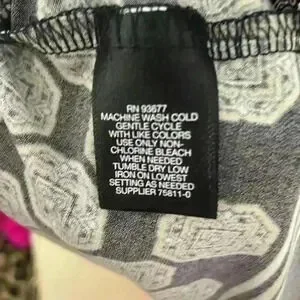 RN 93677
MACHINE WASH COLD
GENTLE CYCLE
WITH LIKE COLORS
USE ONLY NON-
CHLORINE BLEACH
WHEN NEEDED
TUMBLE DRY LOW
IRON ON LOWEST
SETTING AS NEEDED
SUPPLIER 75811-0